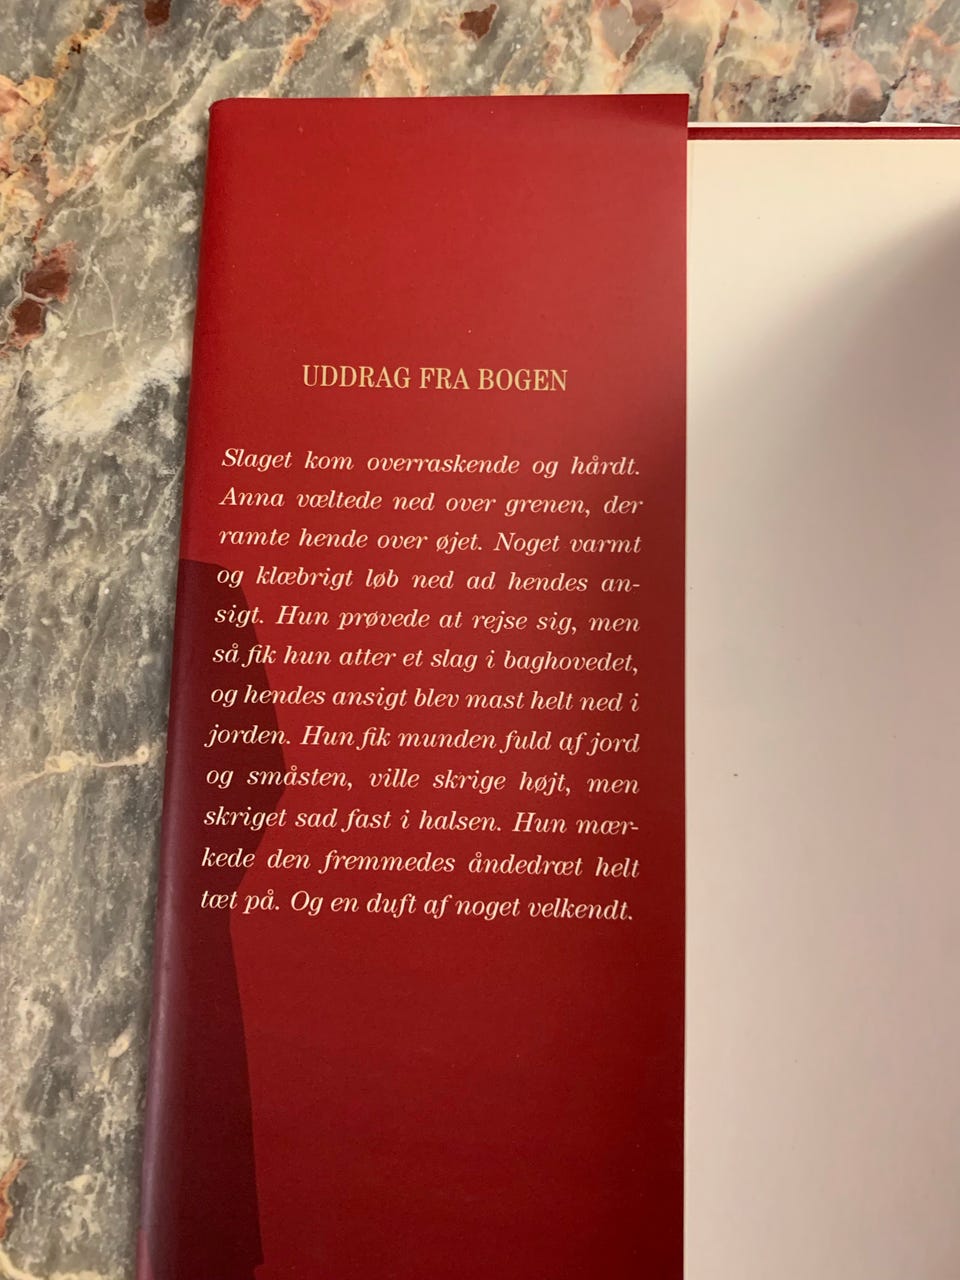 UDDRAG FRA BOGEN
Slaget kom overraskende og hårdt.
Anna væltede ned over grenen, der
ramte hende over øjet. Noget varmt
og klæbrigt løb ned ad hendes an-
sigt. Hun prøvede at rejse sig, men
så fik hun atter et slag i baghovedet,
og hendes ansigt blev mast helt ned i
jorden. Hun fik munden fuld af jord
og småsten, ville skrige højt, men
skriget sad fast i halsen. Hun mær-
kede den fremmedes åndedræt helt
tæt på. Og en duft af noget velkendt.